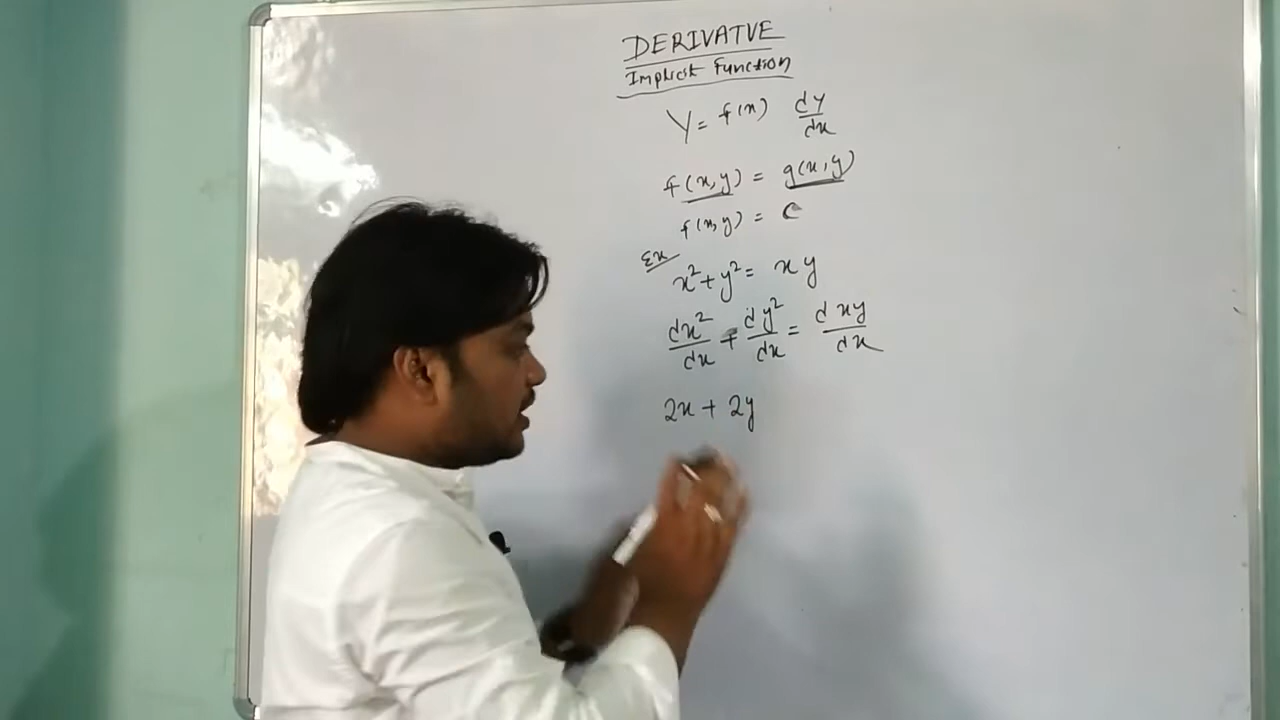 DERIVATVE
Implicit Function
Y = f(x) dy/dx
f(x,y) = g(x,y)
f(x,y) = c
Ex
x²+y² = xy
dx²/dx + dy²/dx = dxy/dx
2x + 2y